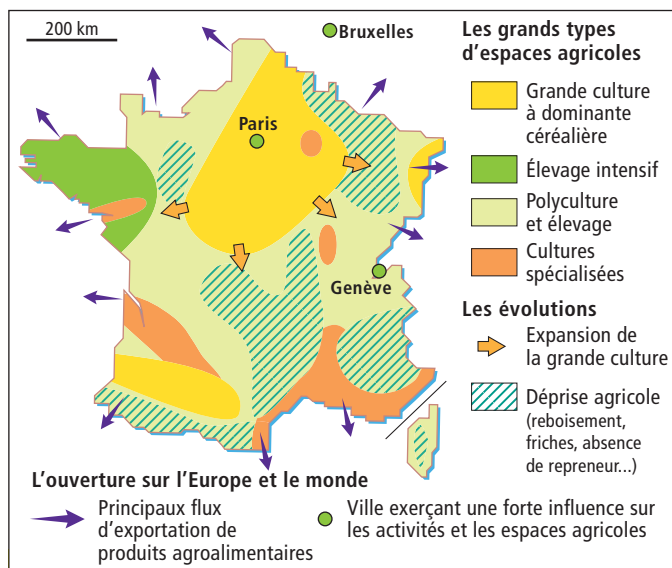 200 km
Bruxelles
Paris
Genève
Les grands types
d'espaces agricoles
Grande culture
à dominante
céréalière
Élevage intensif
Polyculture
et élevage
Cultures
spécialisées
Les évolutions
Expansion de
la grande culture
Déprise agricole
(reboisement,
friches, absence
de repreneur...)
L'ouverture sur l'Europe et le monde
Principaux flux
d'exportation de
produits agroalimentaires
Ville exerçant une forte influence sur
les activités et les espaces agricoles